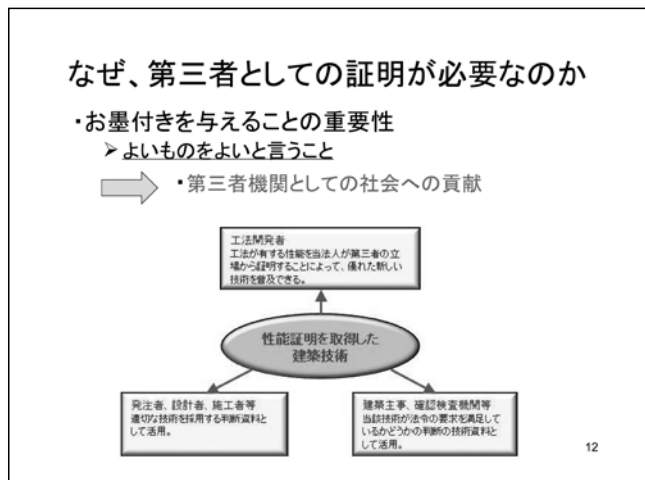 なぜ、第三者としての証明が必要なのか
・お墨付きを与えることの重要性
➢ よいものをよいと言うこと
・第三者機関としての社会への貢献
工法開発者
工法が有する性能を当法人が第三者の立
場から証明することによって、優れた新しい
技術を普及できる。
性能証明を取得した
建築技術
発注者、設計者、施工者等
適切な技術を採用する判断資料と
して活用。
建築主事、確認検査機関等
当該技術が法令の要求を満足して
いるかどうかの判断の技術資料と
して活用。
12